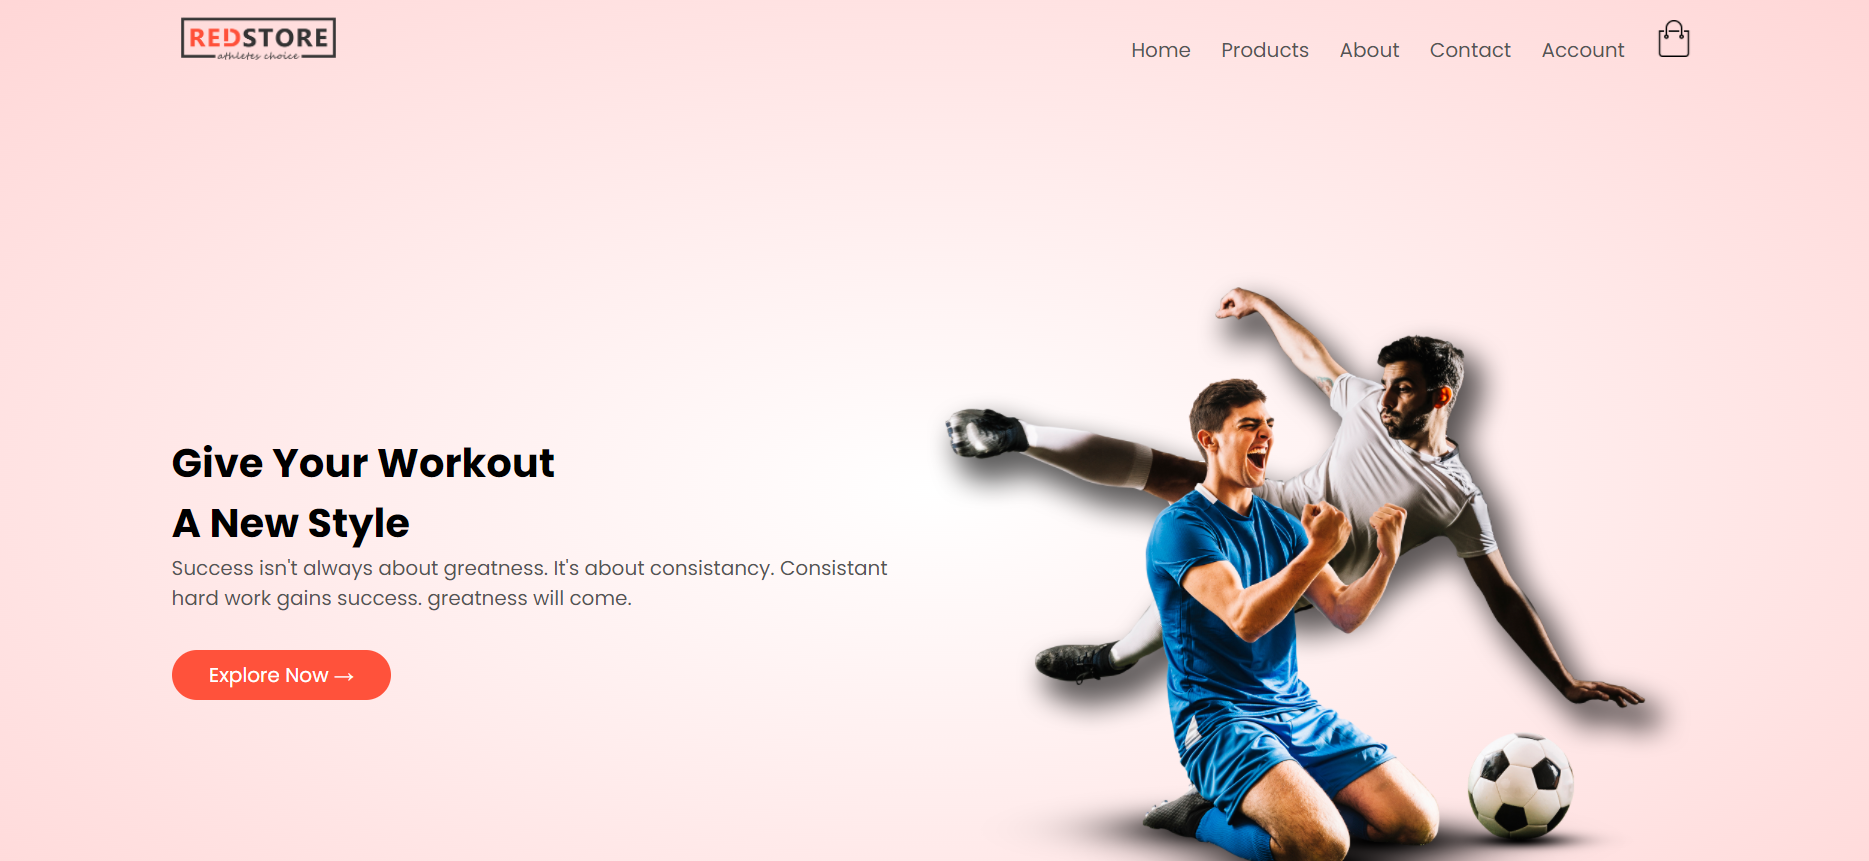 REDSTORE
athletes choice
Home Products About Contact Account
Give Your Workout
A New Style
Success isn't always about greatness. It's about consistancy. Consistant
hard work gains success. greatness will come.
Explore Now →